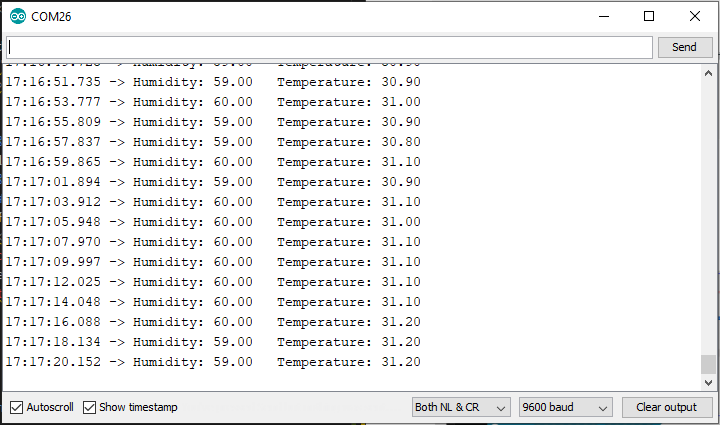 COM26
Send
17:16:51.735 -> Humidity: 59.00   Temperature: 30.90
17:16:53.777 -> Humidity: 60.00   Temperature: 31.00
17:16:55.809 -> Humidity: 59.00   Temperature: 30.90
17:16:57.837 -> Humidity: 59.00   Temperature: 30.80
17:16:59.865 -> Humidity: 60.00   Temperature: 31.10
17:17:01.894 -> Humidity: 59.00   Temperature: 30.90
17:17:03.912 -> Humidity: 60.00   Temperature: 31.10
17:17:05.948 -> Humidity: 60.00   Temperature: 31.00
17:17:07.970 -> Humidity: 60.00   Temperature: 31.10
17:17:09.997 -> Humidity: 60.00   Temperature: 31.10
17:17:12.025 -> Humidity: 60.00   Temperature: 31.10
17:17:14.048 -> Humidity: 60.00   Temperature: 31.10
17:17:16.088 -> Humidity: 60.00   Temperature: 31.20
17:17:18.134 -> Humidity: 59.00   Temperature: 31.20
17:17:20.152 -> Humidity: 59.00   Temperature: 31.20
Autoscroll Show timestamp Both NL & CR 9600 baud Clear output